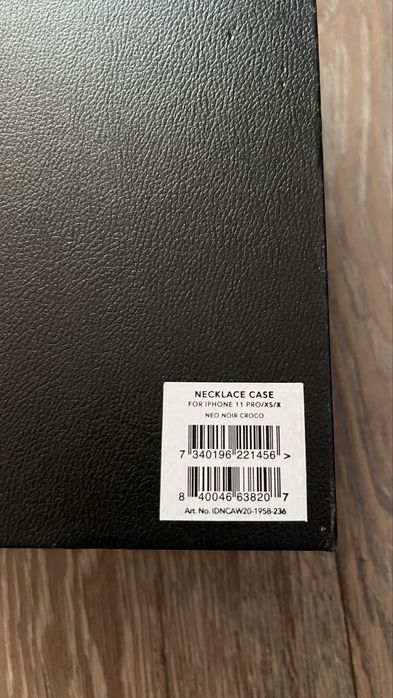 NECKLACE CASE
FOR IPHONE 11 PRO/XS/X
NEO NOIR CROCO
7 340196 221456 >
8 40046 63820 7
Art. No. IDNCAW20-1958-236